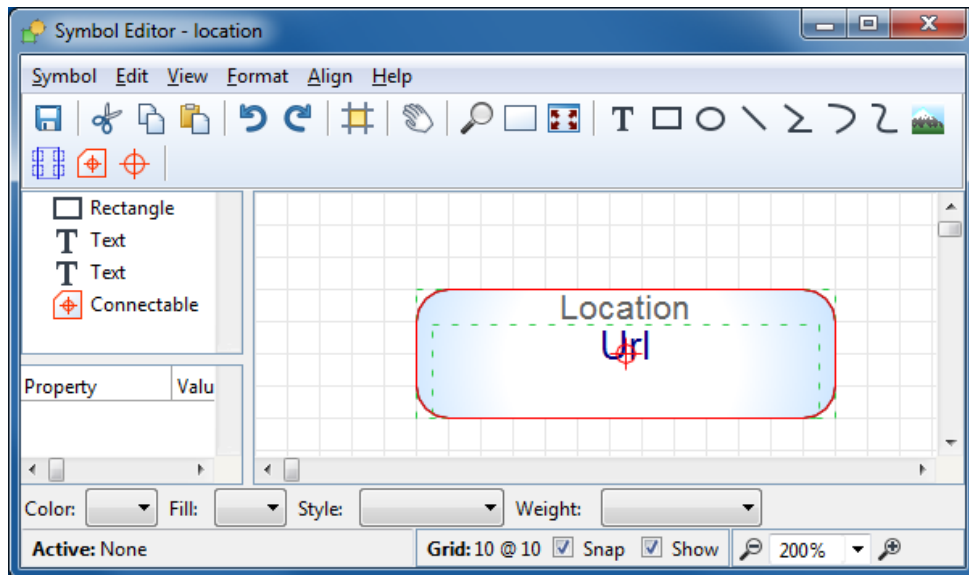 Symbol Editor - location
Symbol Edit View Format Align Help
T
Rectangle
T Text
T Text
Connectable
Location
Url
Property Valu
Color: Fill: Style: Weight:
Active: None Grid: 10 @ 10 Snap Show 200%